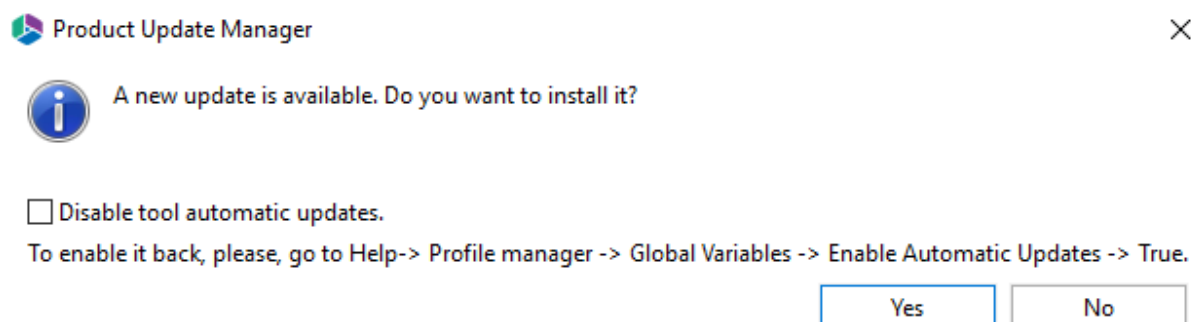 Product Update Manager
A new update is available. Do you want to install it?
Disable tool automatic updates.
To enable it back, please, go to Help-> Profile manager -> Global Variables -> Enable Automatic Updates -> True.
Yes No